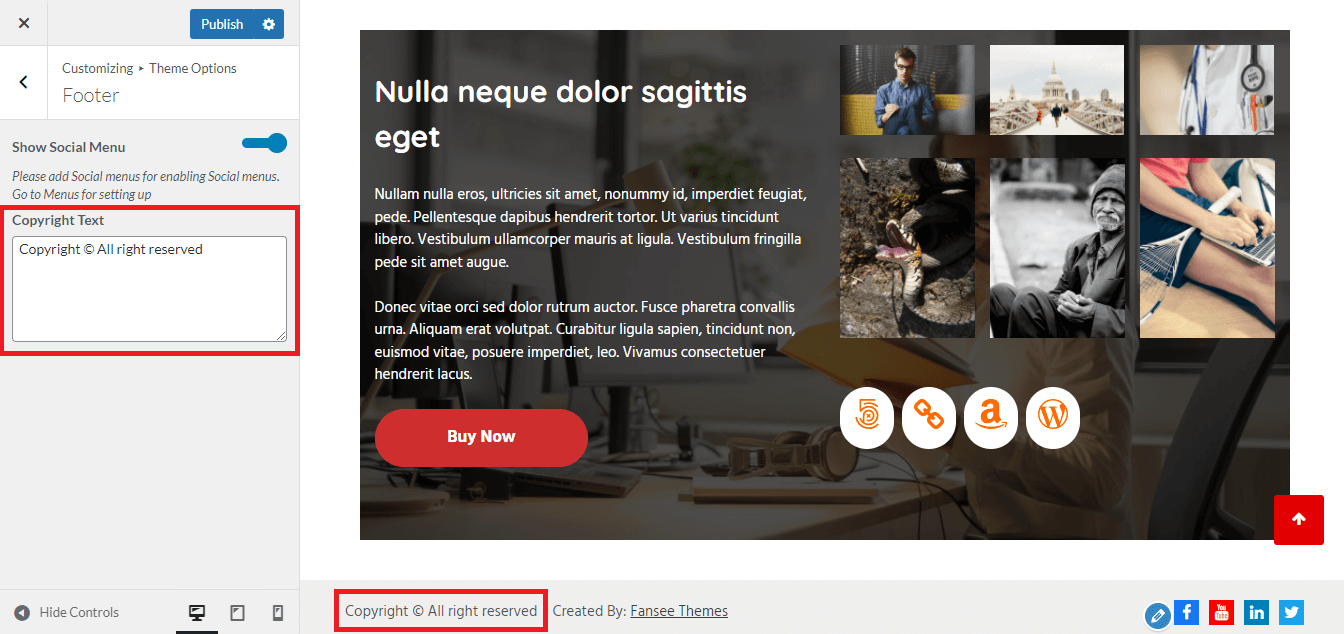 Publish
Customizing ▸ Theme Options
Footer
Show Social Menu
Please add Social menus for enabling Social menus.
Go to Menus for setting up
Copyright Text
Copyright © All right reserved
Hide Controls
Nulla neque dolor sagittis
eget
Nullam nulla eros, ultricies sit amet, nonummy id, imperdiet feugiat,
pede. Pellentesque dapibus hendrerit tortor. Ut varius tincidunt
libero. Vestibulum ullamcorper mauris at ligula. Vestibulum fringilla
pede sit amet augue.
Donec vitae orci sed dolor rutrum auctor. Fusce pharetra convallis
urna. Aliquam erat volutpat. Curabitur ligula sapien, tincidunt non,
euismod vitae, posuere imperdiet, leo. Vivamus consectetuer
hendrerit lacus.
Buy Now
Copyright © All right reserved Created By: Fansee Themes